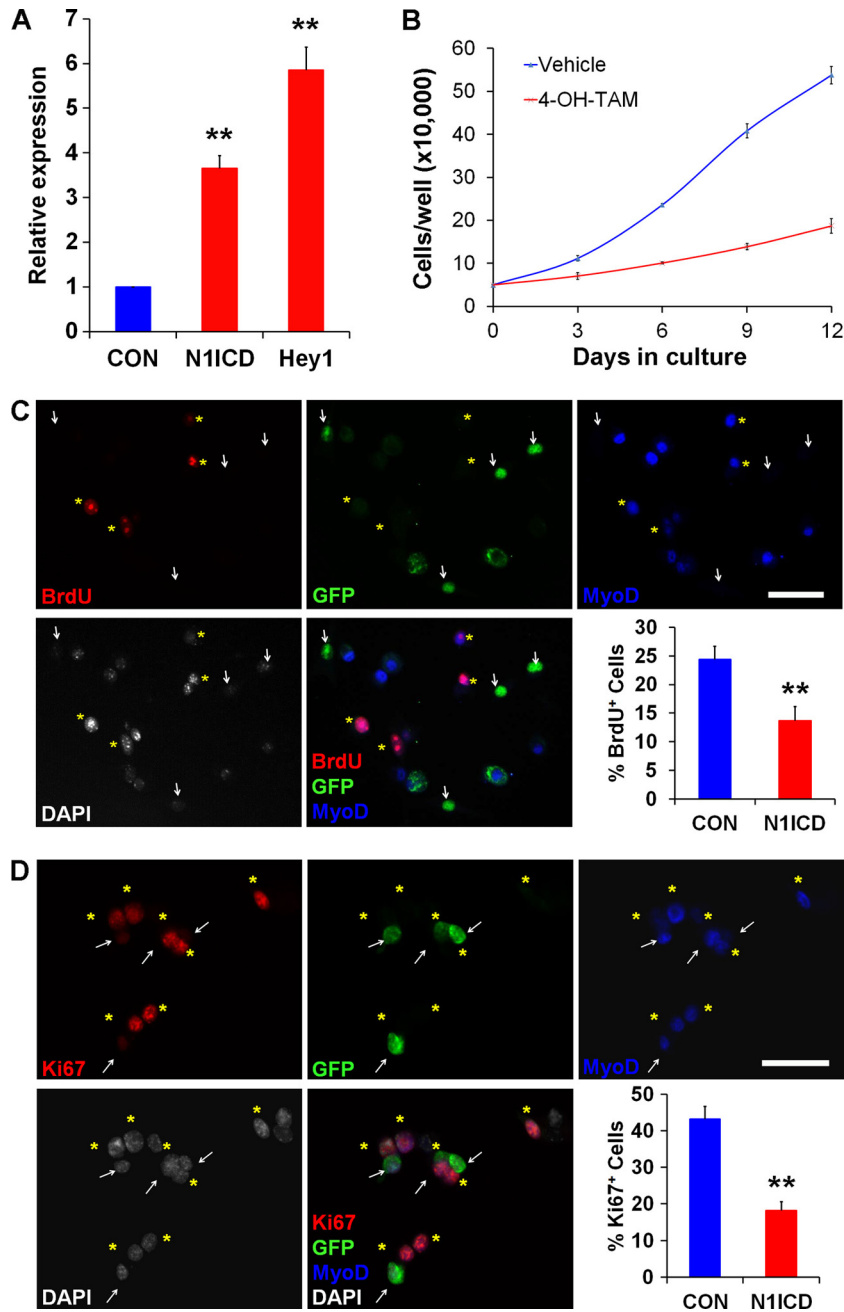 A
Relative expression
7
6
5
4
3
2
1
0
**
**
CON
N1ICD
Hey1
B
Cells/well (x10,000)
60
50
40
30
20
10
0
Vehicle
4-OH-TAM
0
3
6
9
12
Days in culture
C
*
*
*
*
BrdU
*
*
*
*
GFP
*
*
*
*
MyoD
*
*
*
*
DAPI
*
*
*
*
BrdU
GFP
MyoD
% BrdU⁺ Cells
30
25
20
15
10
5
0
**
CON
N1ICD
D
*
*
*
*
*
*
*
Ki67
*
*
*
*
*
*
*
GFP
*
*
*
*
*
*
*
MyoD
*
*
*
*
*
*
*
DAPI
*
*
*
*
*
*
*
Ki67
GFP
MyoD
DAPI
% Ki67⁺ Cells
50
40
30
20
10
0
**
CON
N1ICD